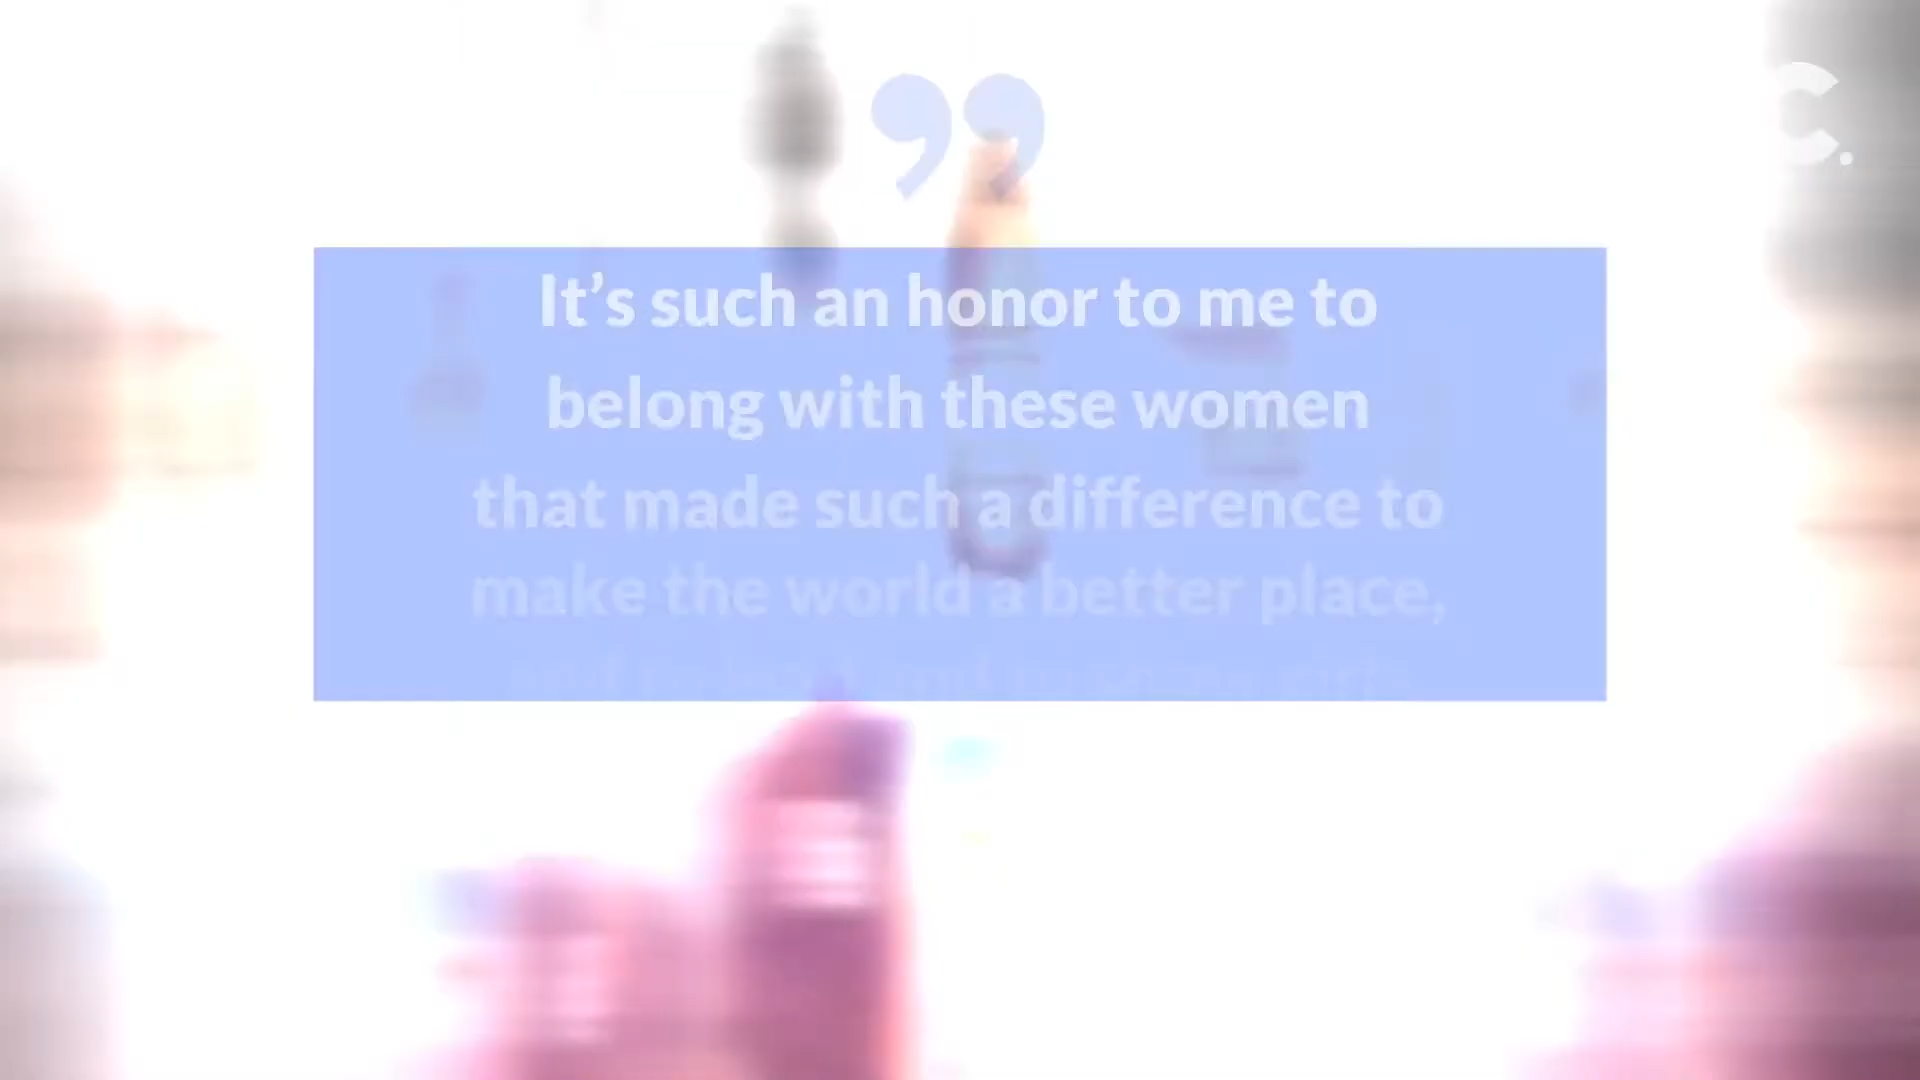 ”
It’s such an honor to me to
belong with these women
that made such a difference to
make the world a better place,
C.